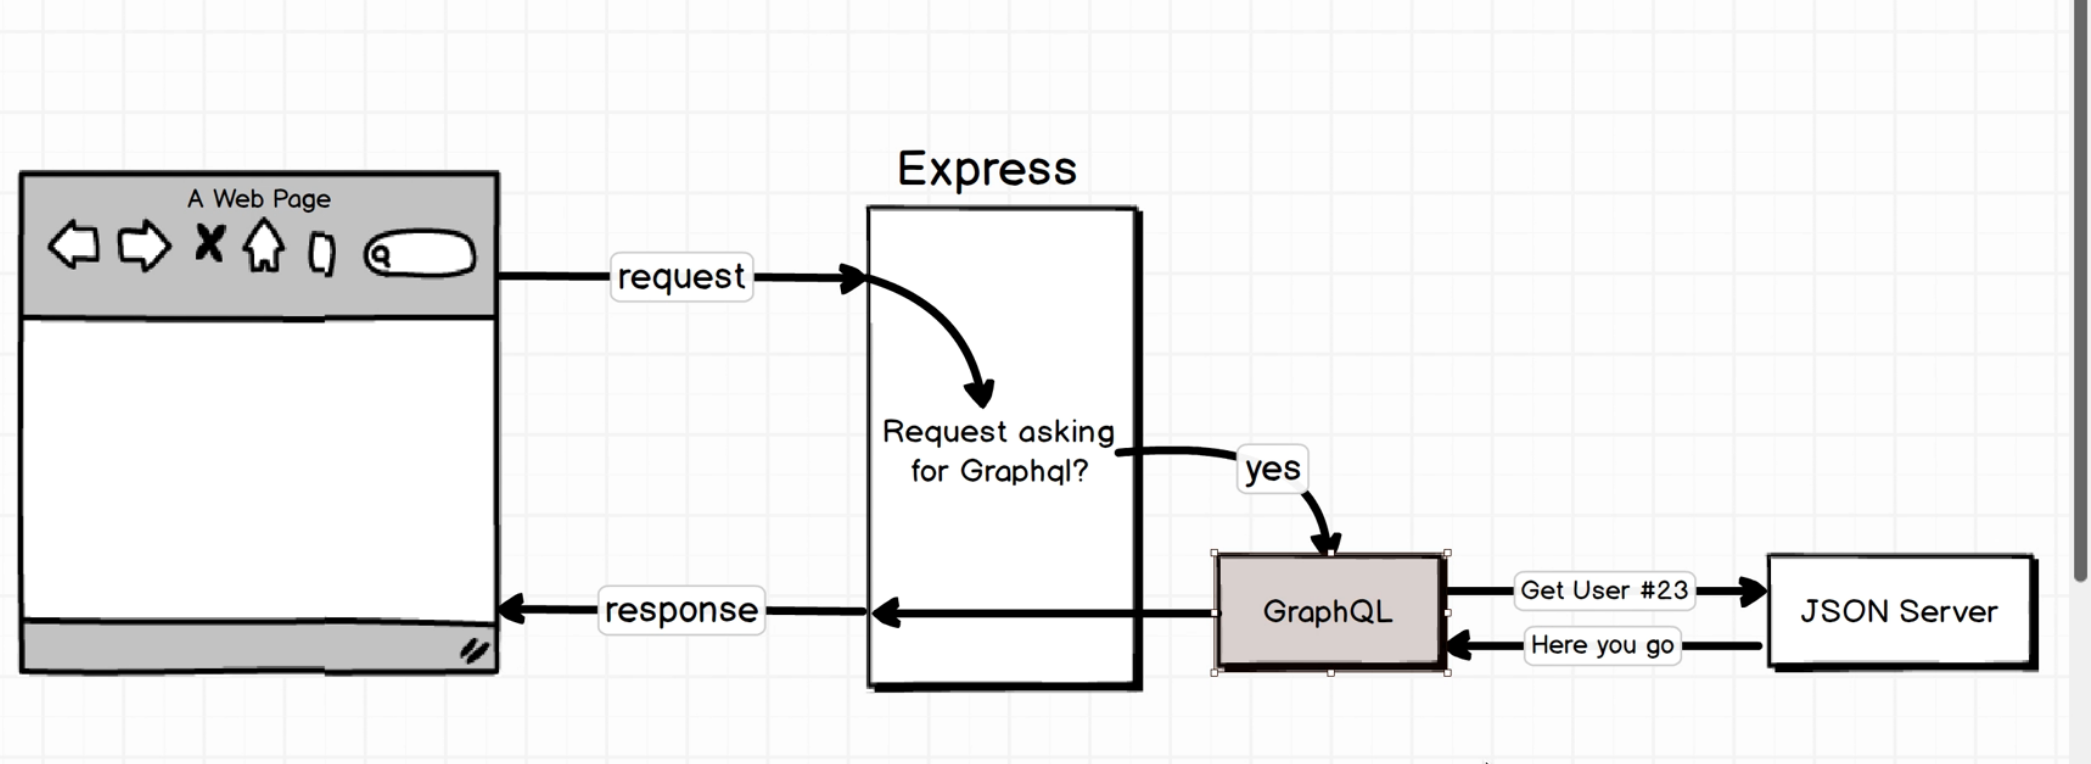 A Web Page
Express
request
Request asking
for Graphql?
yes
GraphQL
Get User #23
JSON Server
Here you go
response